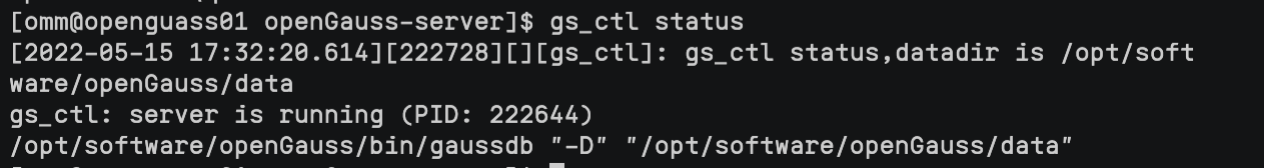 [omm@openguass01 openGauss-server]$ gs_ctl status
[2022-05-15 17:32:20.614][222728][][gs_ctl]: gs_ctl status,datadir is /opt/soft
ware/openGauss/data
gs_ctl: server is running (PID: 222644)
/opt/software/openGauss/bin/gaussdb "-D" "/opt/software/openGauss/data"